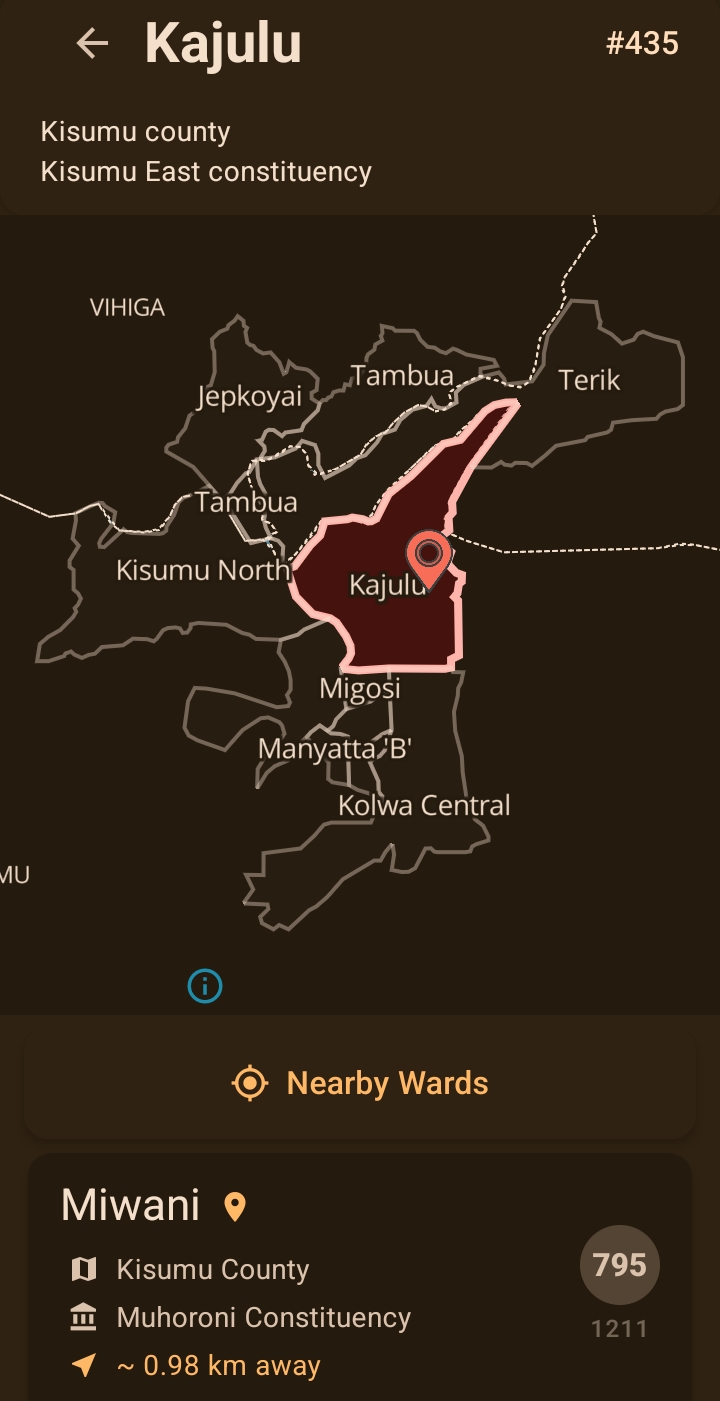 Kajulu
#435
Kisumu county
Kisumu East constituency
VIHIGA
Tambua
Terik
Jepkoyai
Tambua
Kisumu North
Kajulu
Migosi
Manyatta 'B'
Kolwa Central
MU
Nearby Wards
Miwani
Kisumu County
795
Muhoroni Constituency
1211
~ 0.98 km away